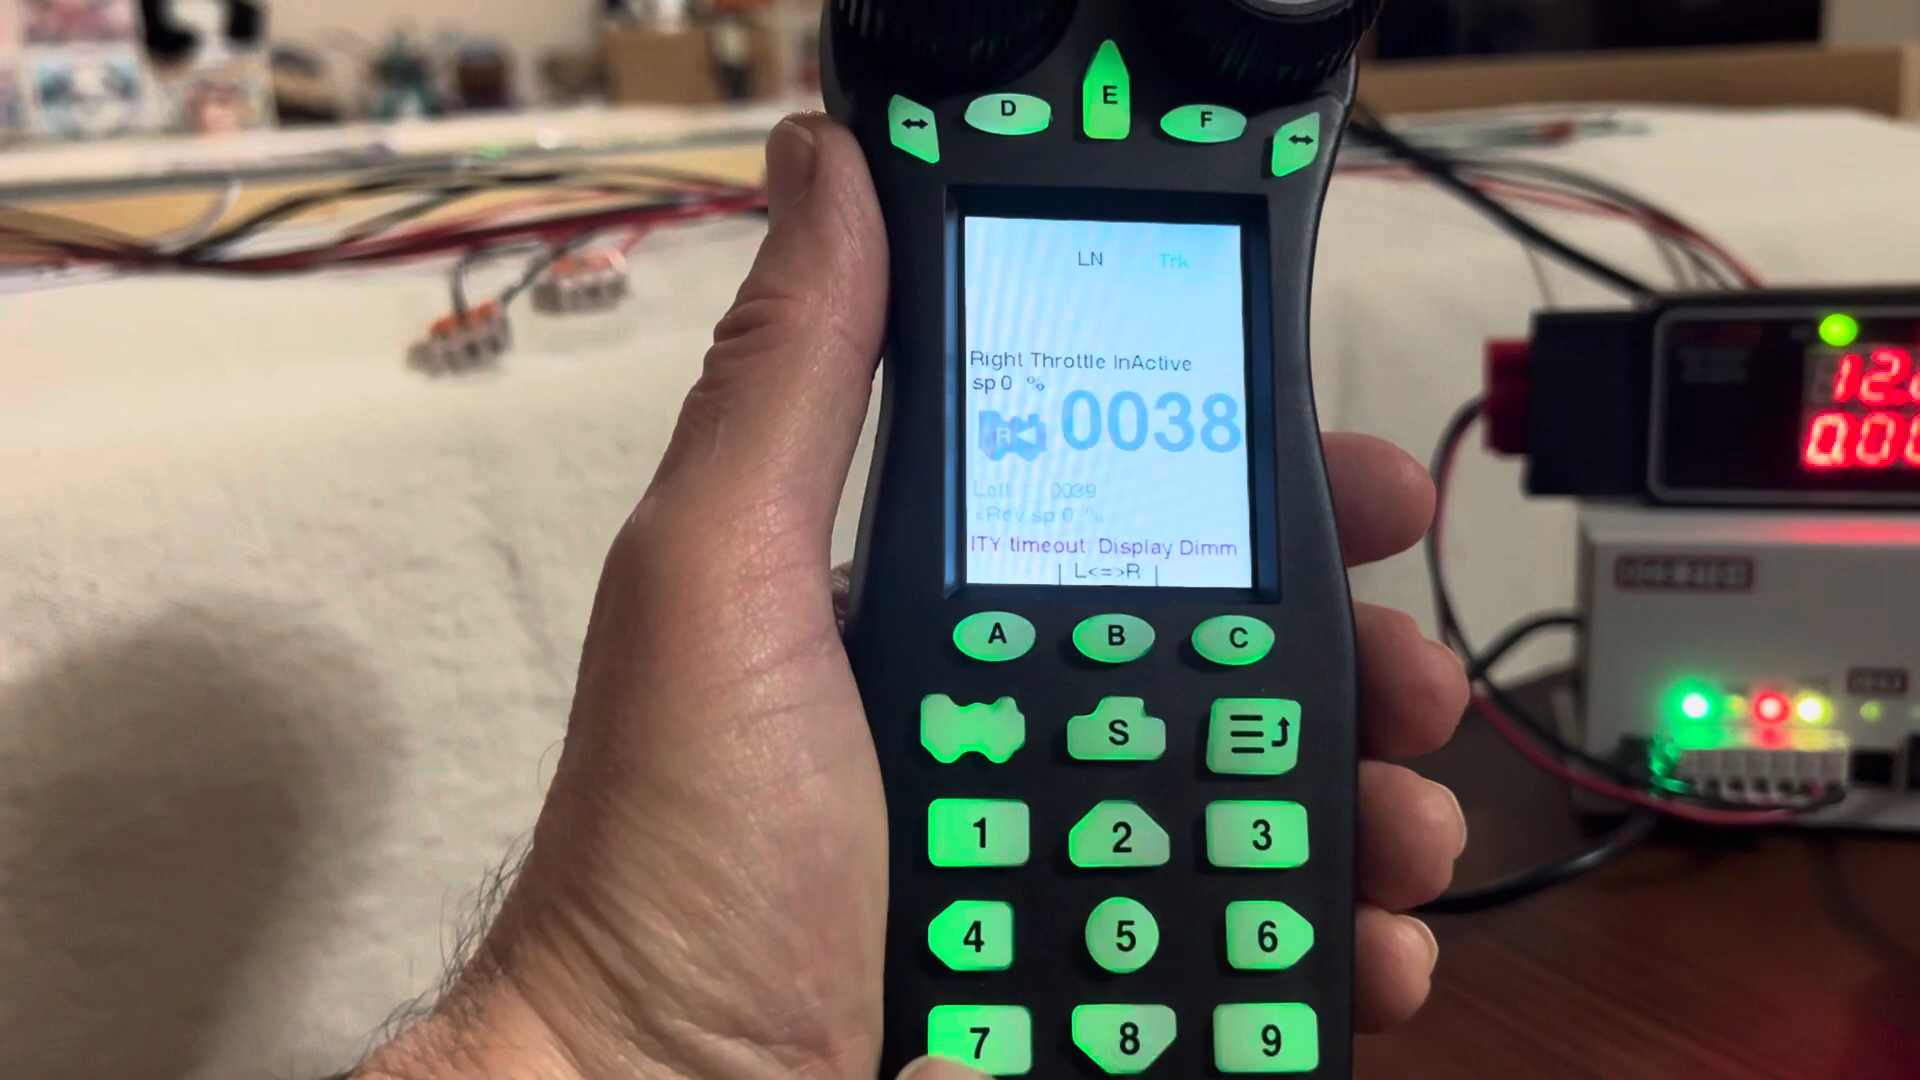 D E F
LN Trk
Right Throttle InActive
sp 0 %
R 0038
Left 0039
<Rev sp 0 %
ITY timeout: Display Dimm
| L<=>R |
A B C
S
1 2 3
4 5 6
7 8 9